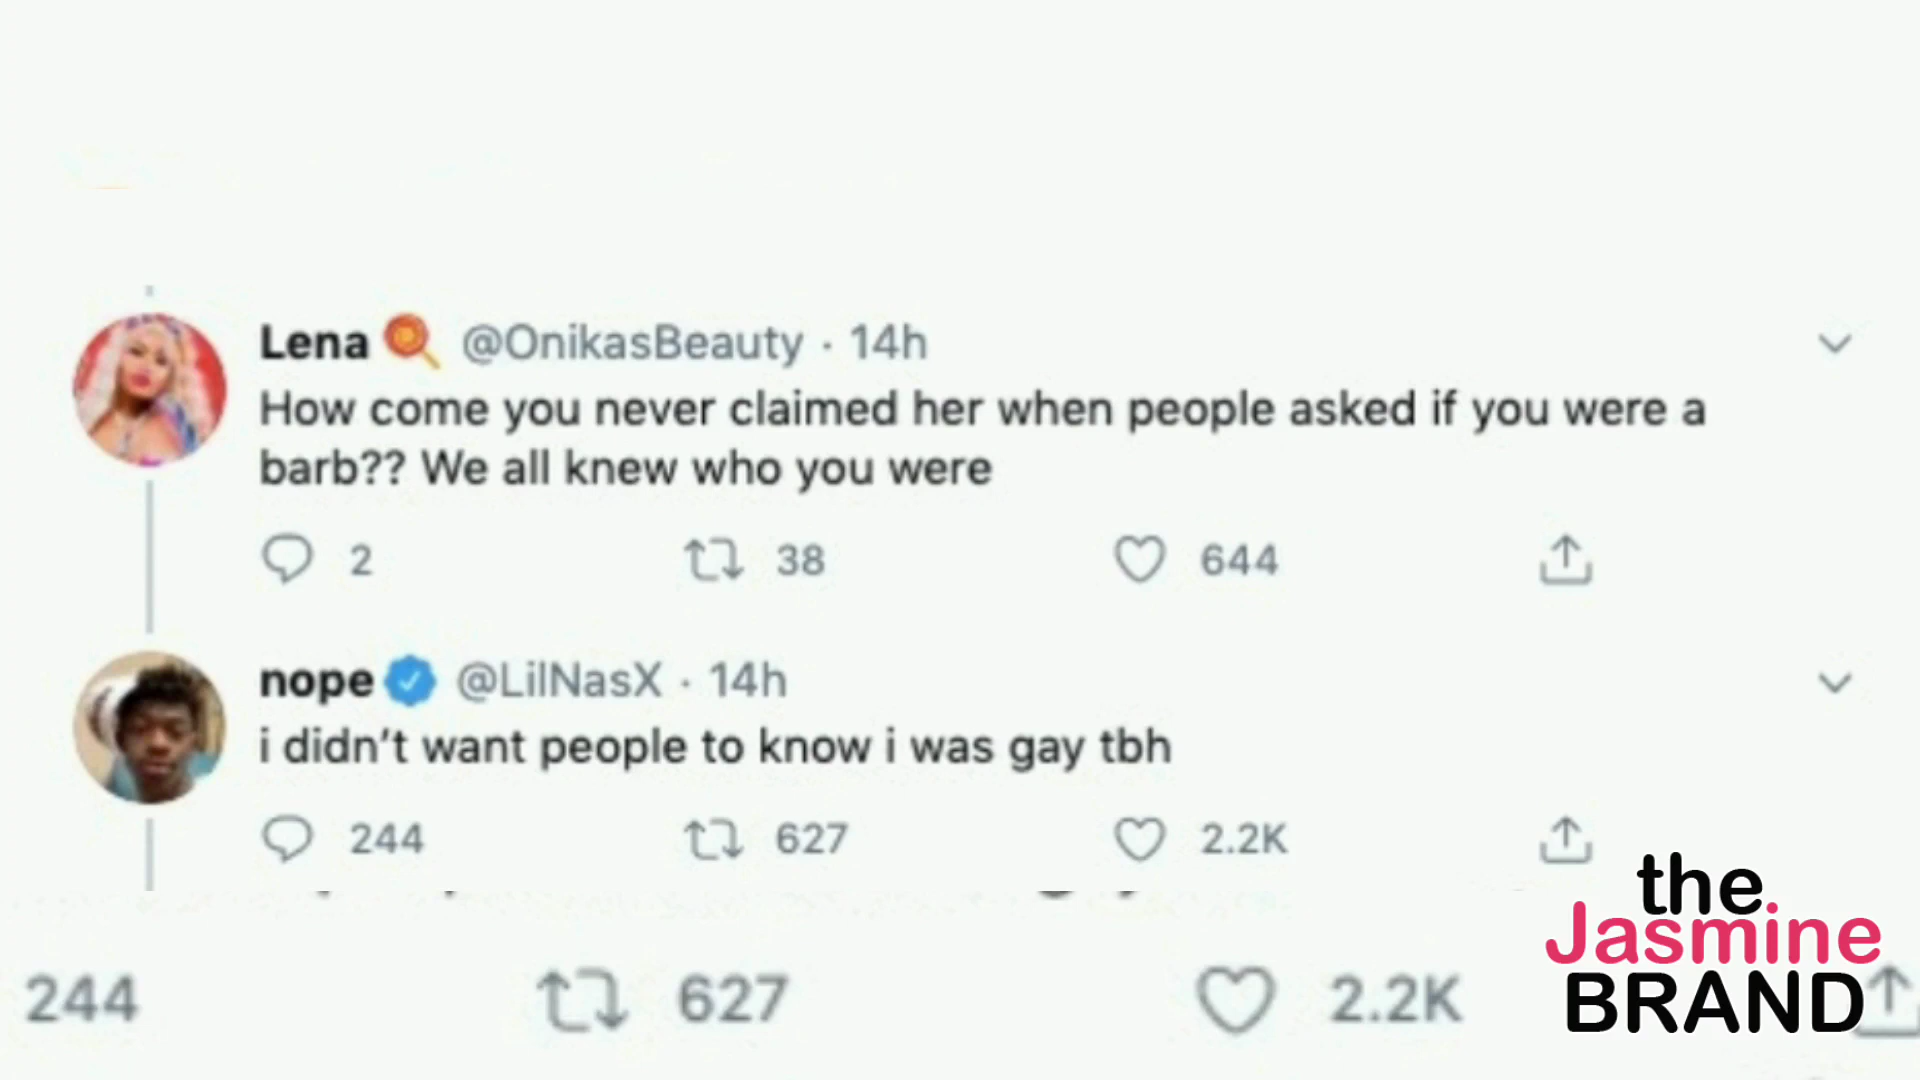 Lena @OnikasBeauty · 14h
How come you never claimed her when people asked if you were a
barb?? We all knew who you were
2 38 644
nope @LilNasX · 14h
i didn't want people to know i was gay tbh
244 627 2.2K
244 627 2.2K
the
Jasmine
BRAND